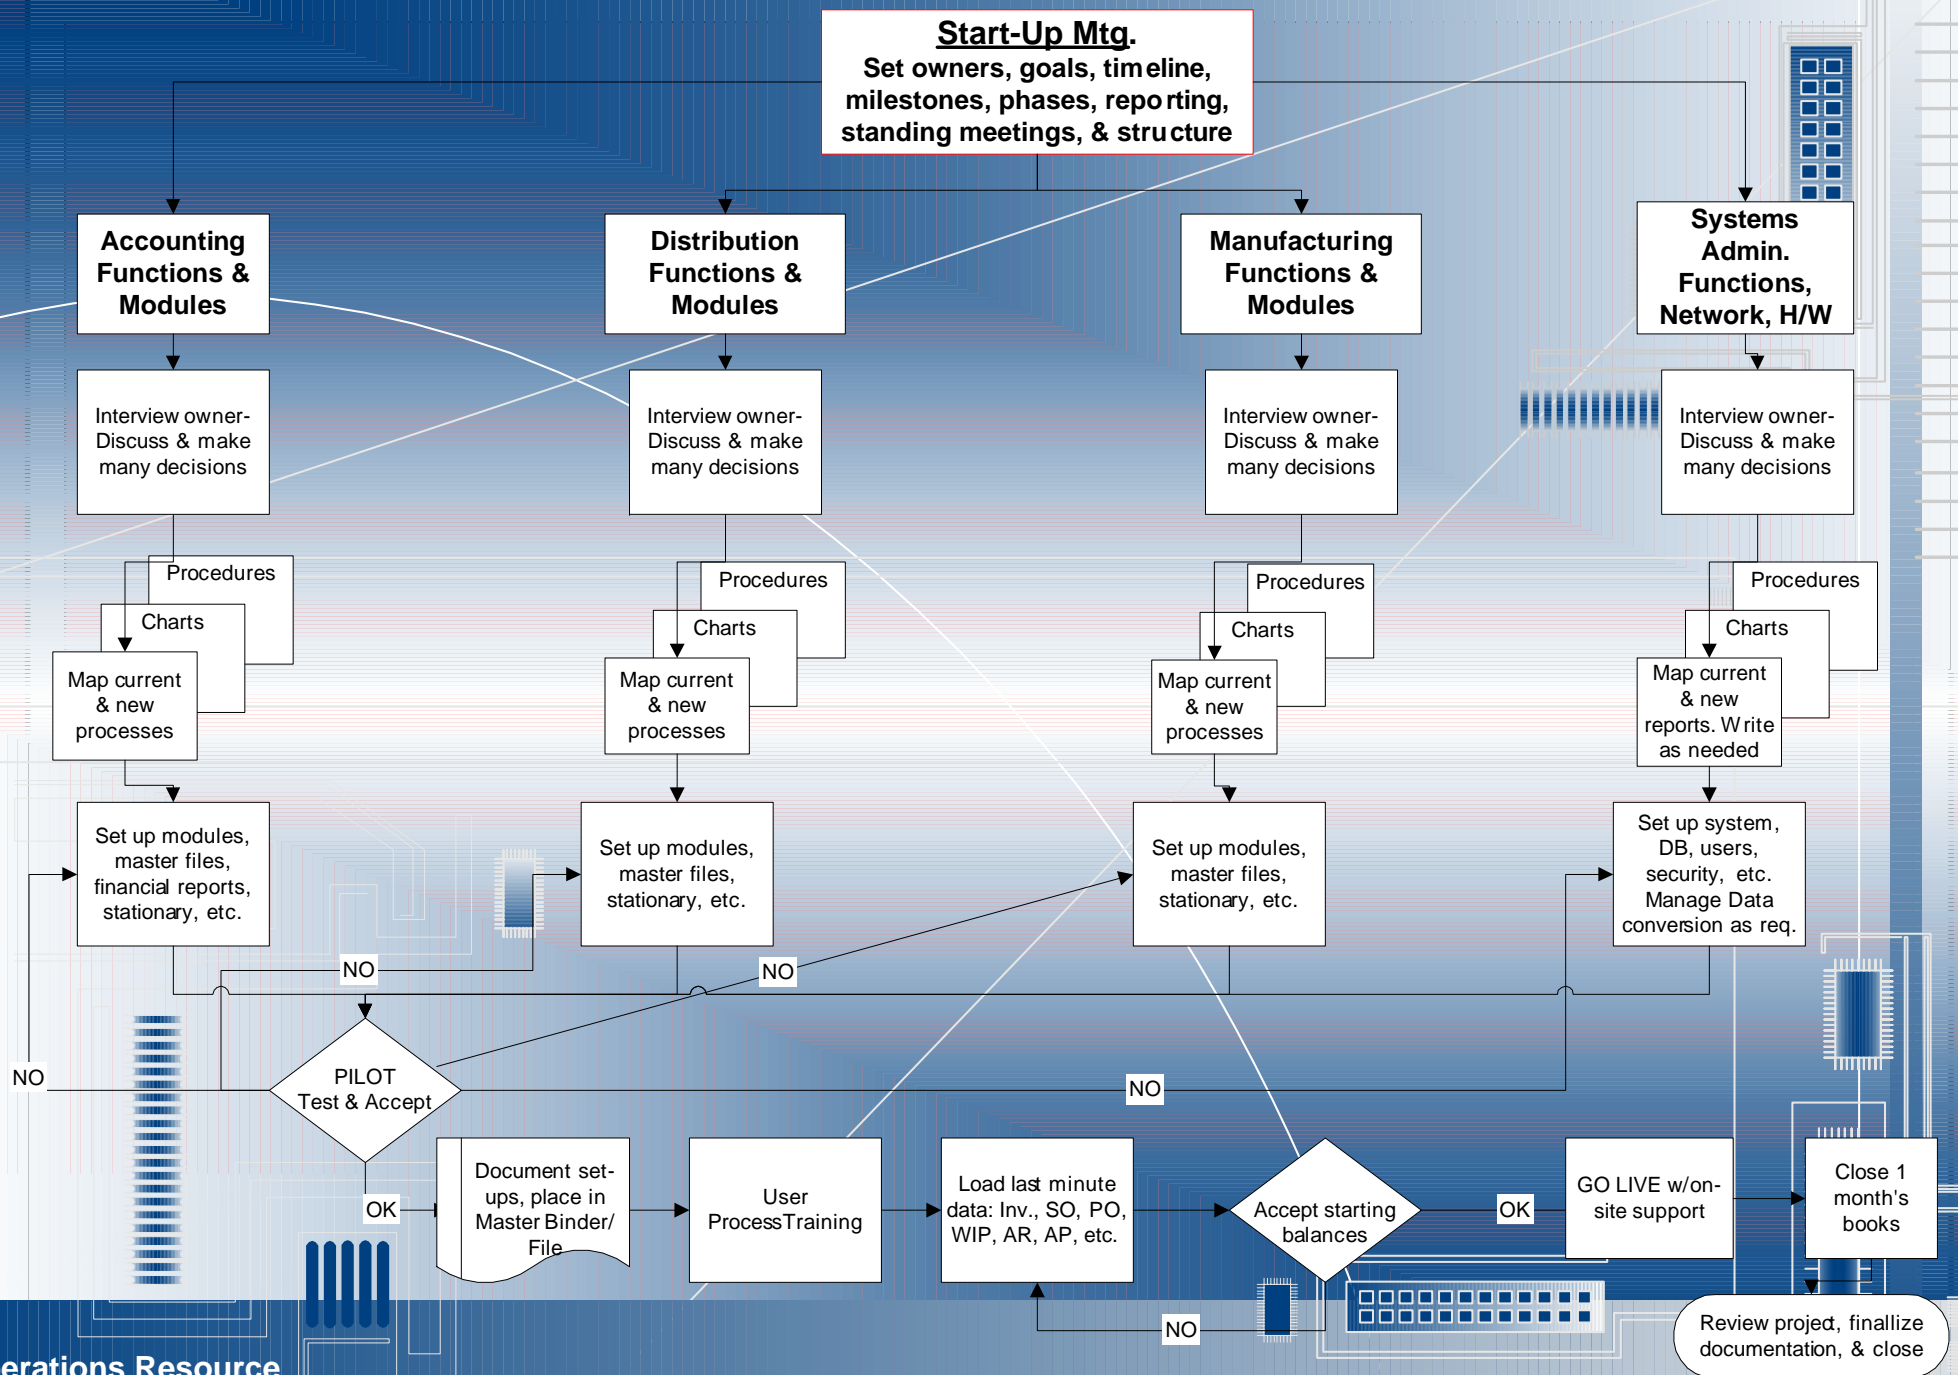 Start-Up Mtg.
Set owners, goals, timeline,
milestones, phases, reporting,
standing meetings, & structure
Accounting
Functions &
Modules
Distribution
Functions &
Modules
Manufacturing
Functions &
Modules
Systems
Admin.
Functions,
Network, H/W
Interview owner-
Discuss & make
many decisions
Interview owner-
Discuss & make
many decisions
Interview owner-
Discuss & make
many decisions
Interview owner-
Discuss & make
many decisions
Procedures
Charts
Map current
& new
processes
Procedures
Charts
Map current
& new
processes
Procedures
Charts
Map current
& new
processes
Procedures
Charts
Map current
& new
reports. Write
as needed
Set up modules,
master files,
financial reports,
stationary, etc.
Set up modules,
master files,
stationary, etc.
Set up modules,
master files,
stationary, etc.
Set up system,
DB, users,
security, etc.
Manage Data
conversion as req.
NO
NO
NO
NO
PILOT
Test & Accept
OK
Document set-
ups, place in
Master Binder/
File
User
ProcessTraining
Load last minute
data: Inv., SO, PO,
WIP, AR, AP, etc.
Accept starting
balances
OK
NO
GO LIVE w/on-
site support
Close 1
month's
books
Review project, finallize
documentation, & close
erations Resource